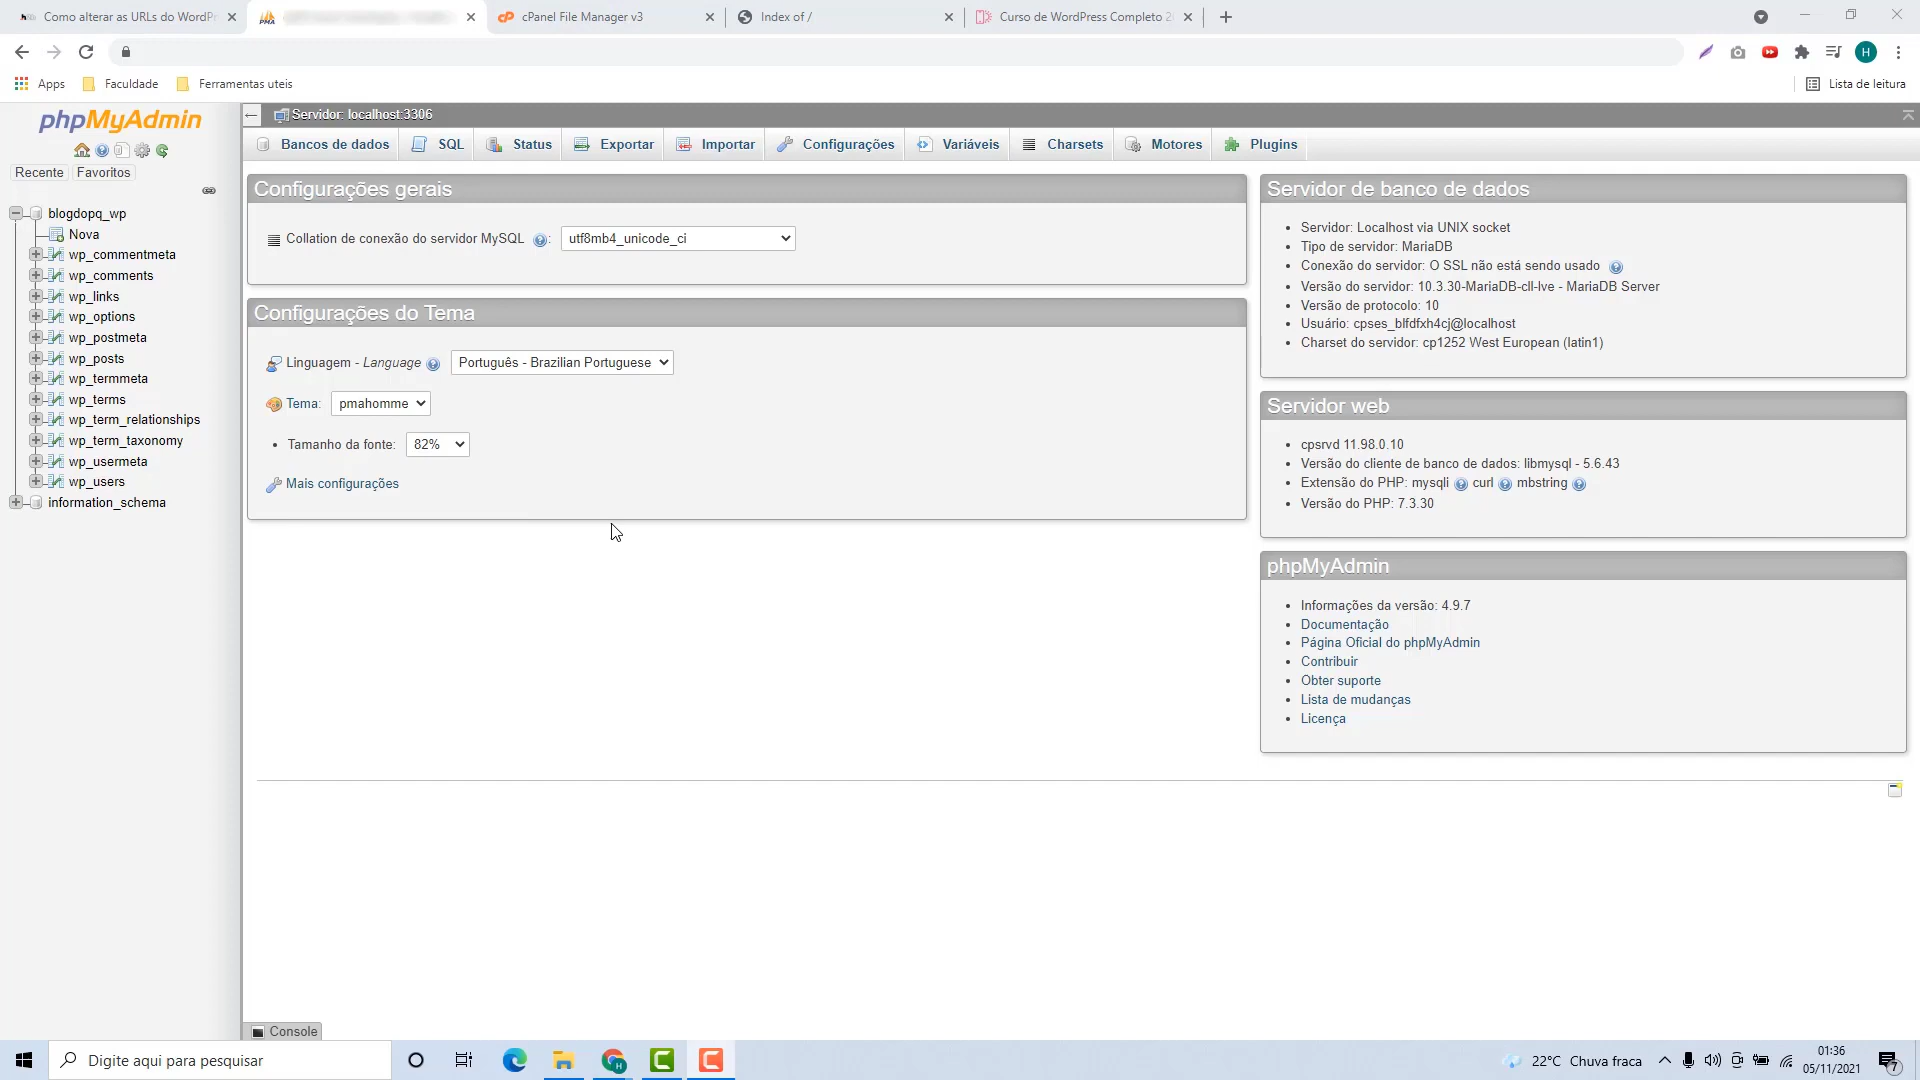 Como alterar as URLs do WordPr
cPanel File Manager v3
Index of /
Curso de WordPress Completo 2
H
Apps
Faculdade
Ferramentas uteis
Lista de leitura
phpMyAdmin
Recente
Favoritos
blogdopq_wp
Nova
wp_commentmeta
wp_comments
wp_links
wp_options
wp_postmeta
wp_posts
wp_termmeta
wp_terms
wp_term_relationships
wp_term_taxonomy
wp_usermeta
wp_users
information_schema
Servidor: localhost:3306
Bancos de dados
SQL
Status
Exportar
Importar
Configurações
Variáveis
Charsets
Motores
Plugins
Configurações gerais
Collation de conexão do servidor MySQL : utf8mb4_unicode_ci
Configurações do Tema
Linguagem - Language Português - Brazilian Portuguese
Tema: pmahomme
• Tamanho da fonte: 82%
Mais configurações
Servidor de banco de dados
• Servidor: Localhost via UNIX socket
• Tipo de servidor: MariaDB
• Conexão do servidor: O SSL não está sendo usado
• Versão do servidor: 10.3.30-MariaDB-cll-lve - MariaDB Server
• Versão de protocolo: 10
• Usuário: cpses_blfdfxh4cj@localhost
• Charset do servidor: cp1252 West European (latin1)
Servidor web
• cpsrvd 11.98.0.10
• Versão do cliente de banco de dados: libmysql - 5.6.43
• Extensão do PHP: mysqli curl mbstring
• Versão do PHP: 7.3.30
phpMyAdmin
• Informações da versão: 4.9.7
• Documentação
• Página Oficial do phpMyAdmin
• Contribuir
• Obter suporte
• Lista de mudanças
• Licença
Console
Digite aqui para pesquisar
22°C Chuva fraca
01:36
05/11/2021
7